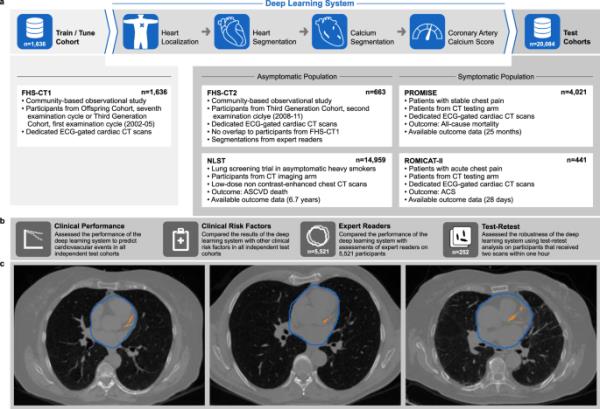 a
Deep Learning System
n=1,636
Train / Tune
Cohort
Heart
Localization
Heart
Segmentation
Calcium
Segmentation
Coronary Artery
Calcium Score
Test
Cohorts
n=20,084
Asymptomatic Population
Symptomatic Population
FHS-CT1 n=1,636
• Community-based observational study
• Participants from Offspring Cohort, seventh
examination cycle or Third Generation
Cohort, first examination cycle (2002-05)
• Dedicated ECG-gated cardiac CT scans
FHS-CT2 n=663
• Community-based observational study
• Participants from Third Generation Cohort, second
examination ciclye (2008-11)
• Dedicated ECG-gated cardiac CT scans
• No overlap to participants from FHS-CT1
• Segmentations from expert readers
PROMISE n=4,021
• Patients with stable chest pain
• Patients from CT testing arm
• Dedicated ECG-gated cardiac CT scans
• Outcome: All-cause mortality
• Available outcome data (25 months)
NLST n=14,959
• Lung screening trial in asymptomatic heavy smokers
• Participants from CT imaging arm
• Low-dose non contrast-enhanced chest CT scans
• Outcome: ASCVD death
• Available outcome data (6.7 years)
ROMICAT-II n=441
• Patients with acute chest pain
• Patients from CT testing arm
• Dedicated ECG-gated cardiac CT scans
• Outcome: ACS
• Available outcome data (28 days)
b
Clinical Performance
Assessed the performance of the
deep learning system to predict
cardiovascular events in all
independent test cohorts
Clinical Risk Factors
Compared the results of the deep
learning system with other clinical
risk factors in all independent test
cohorts
n=5,521
Expert Readers
Compared the performance of the
deep learning system with
assessments of expert readers on
5,521 participants
n=252
Test-Retest
Assessed the robustness of the deep
learning system using test-retest
analysis on participants that received
two scans within one hour
c